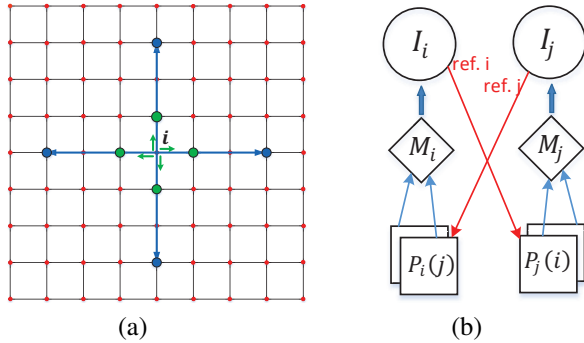 i
I_i
I_j
ref. i
ref. j
M_i
M_j
P_i(j)
P_j(i)
(a)
(b)